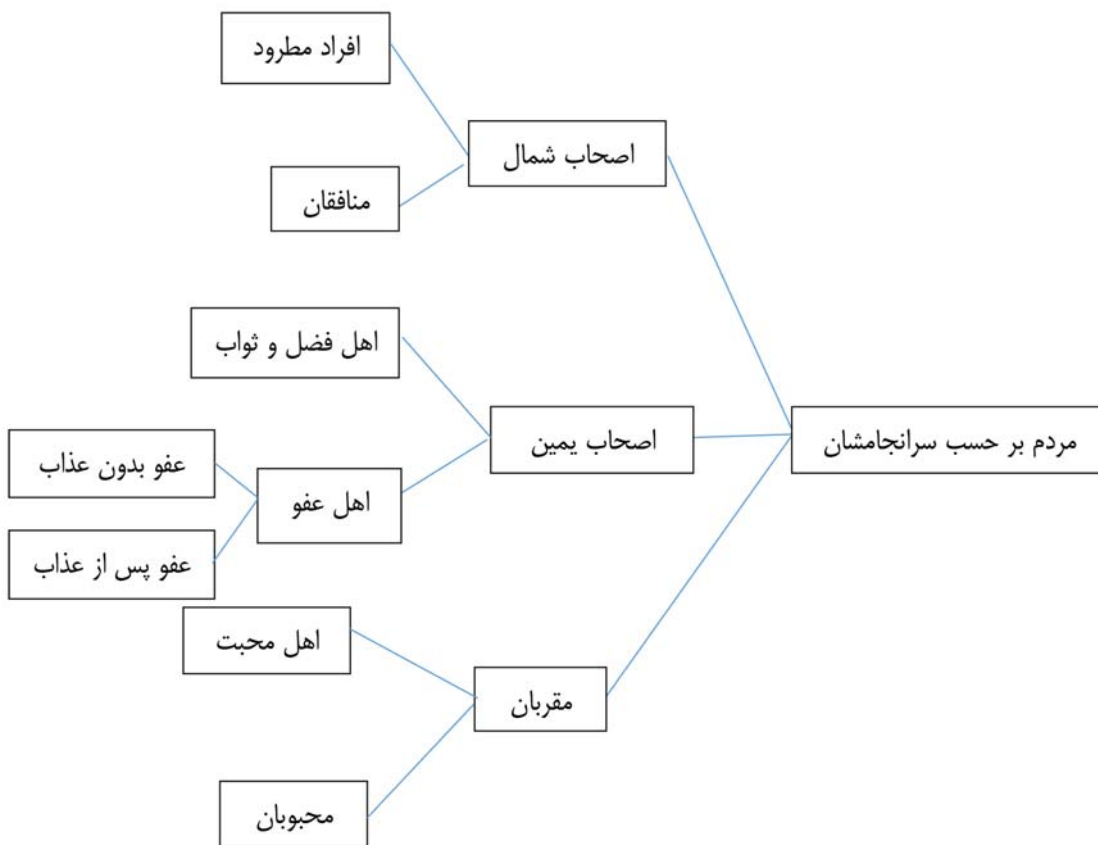 افراد مطرود
اصحاب شمال
منافقان
اهل فضل و ثواب
مردم بر حسب سرانجامشان
اصحاب یمین
عفو بدون عذاب
اهل عفو
عفو پس از عذاب
اهل محبت
مقربان
محبوبان